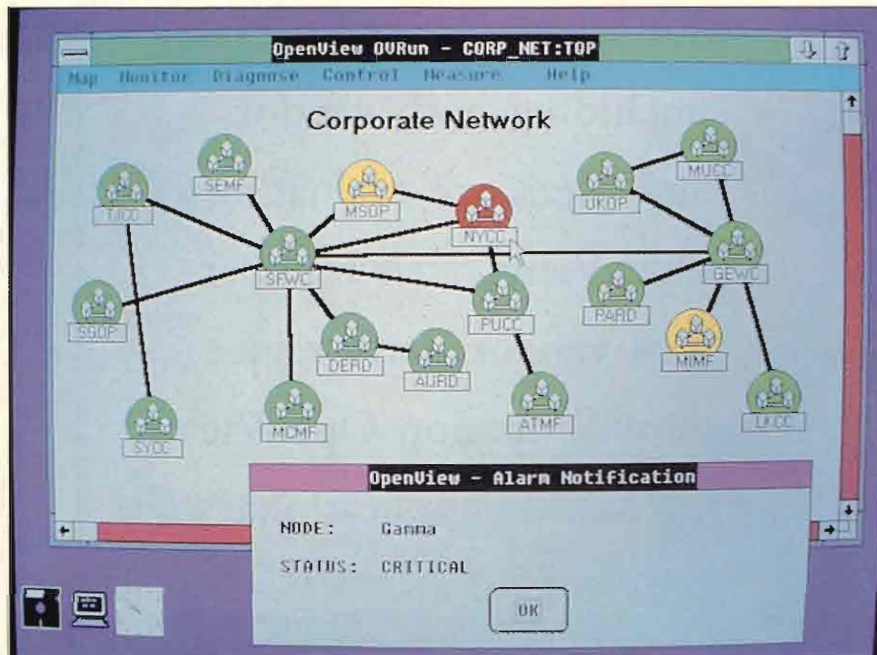 OpenView OVRun - CORP_NET:TOP
Map Monitor Diagnose Control Measure Help
Corporate Network
SEMF
MUCC
TJCC
MSOP
UKOP
NYCC
SFWC
GEWC
SGOP
PUCC
PARD
DERD
AURD
MIMF
SYCC
MCMF
ATMF
LKCC
OpenView - Alarm Notification
NODE: Gamma
STATUS: CRITICAL
OK